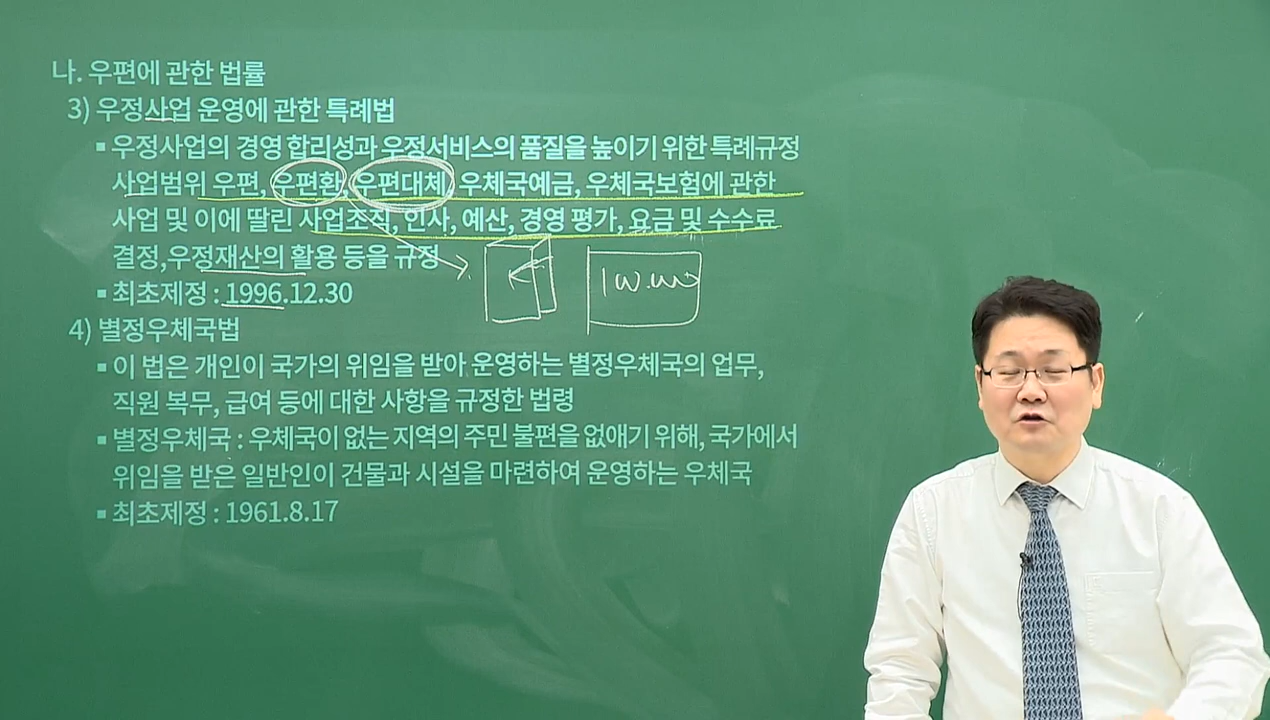 나. 우편에 관한 법률
3) 우정사업 운영에 관한 특례법
▪ 우정사업의 경영 합리성과 우정서비스의 품질을 높이기 위한 특례규정
사업범위 우편, 우편환, 우편대체, 우체국예금, 우체국보험에 관한
사업 및 이에 딸린 사업조직, 인사, 예산, 경영 평가, 요금 및 수수료
결정,우정재산의 활용 등을 규정
▪ 최초제정 : 1996.12.30
4) 별정우체국법
▪ 이 법은 개인이 국가의 위임을 받아 운영하는 별정우체국의 업무,
직원 복무, 급여 등에 대한 사항을 규정한 법령
▪ 별정우체국 : 우체국이 없는 지역의 주민 불편을 없애기 위해, 국가에서
위임을 받은 일반인이 건물과 시설을 마련하여 운영하는 우체국
▪ 최초제정 : 1961.8.17